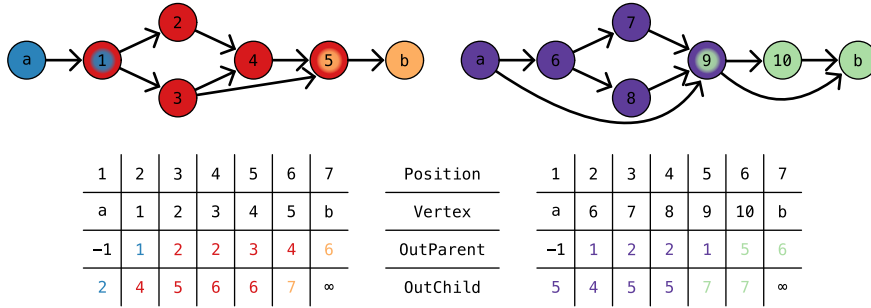 2 7
a 1 4 5 b a 6 9 10 b
3 8
1 2 3 4 5 6 7 Position 1 2 3 4 5 6 7
a 1 2 3 4 5 b Vertex a 6 7 8 9 10 b
−1 1 2 2 3 4 6 OutParent −1 1 2 2 1 5 6
2 4 5 6 6 7 ∞ OutChild 5 4 5 5 7 7 ∞